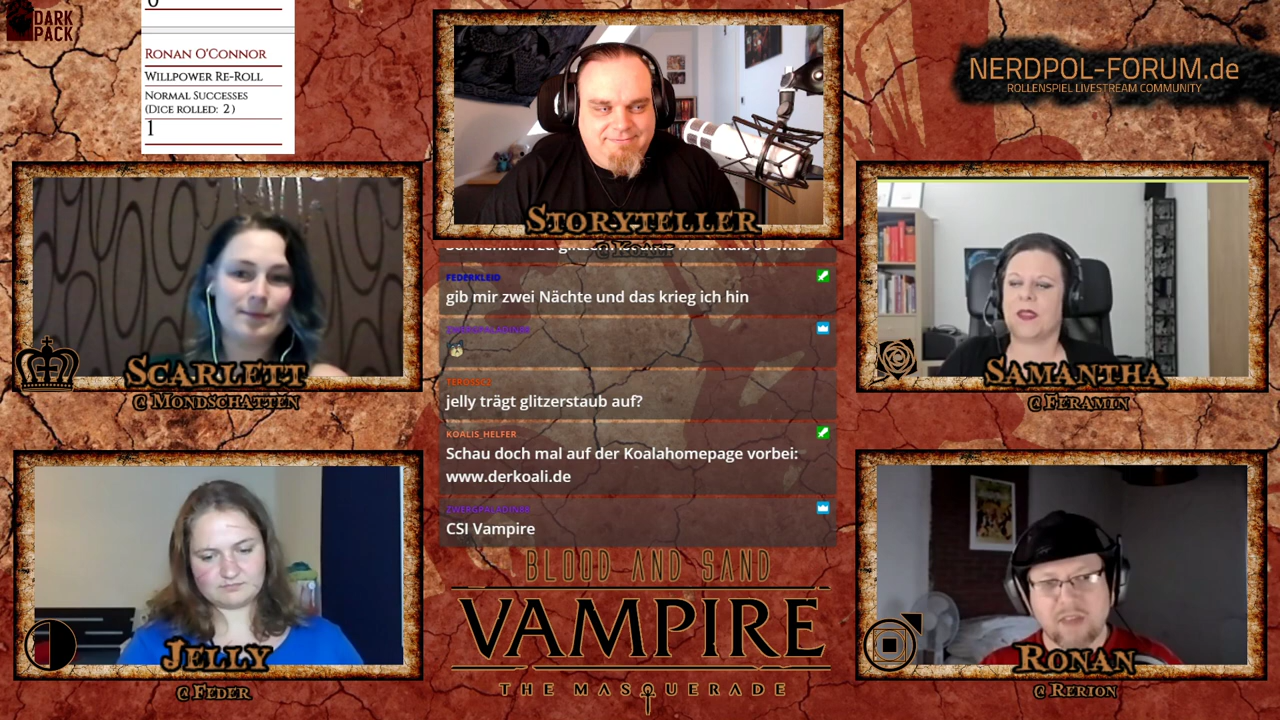 DARK
PACK
RONAN O'CONNOR
WILLPOWER RE-ROLL
NORMAL SUCCESSES
(DICE ROLLED: 2)
1
STORYTELLER
NERDPOL-FORUM.de
ROLLENSPIEL LIVESTREAM COMMUNITY
SCARLETT
@ MONDSCHATTEN
SAMANTHA
@ FERAMIN
FEDERKLEID
gib mir zwei Nächte und das krieg ich hin
jelly trägt glitzerstaub auf?
KOALIS_HELFER
Schau doch mal auf der Koalahomepage vorbei:
www.derkoali.de
CSI Vampire
JELLY
@ FEDER
RONAN
@ RERION
BLOOD AND SAND
VAMPIRE
THE MASQUERADE